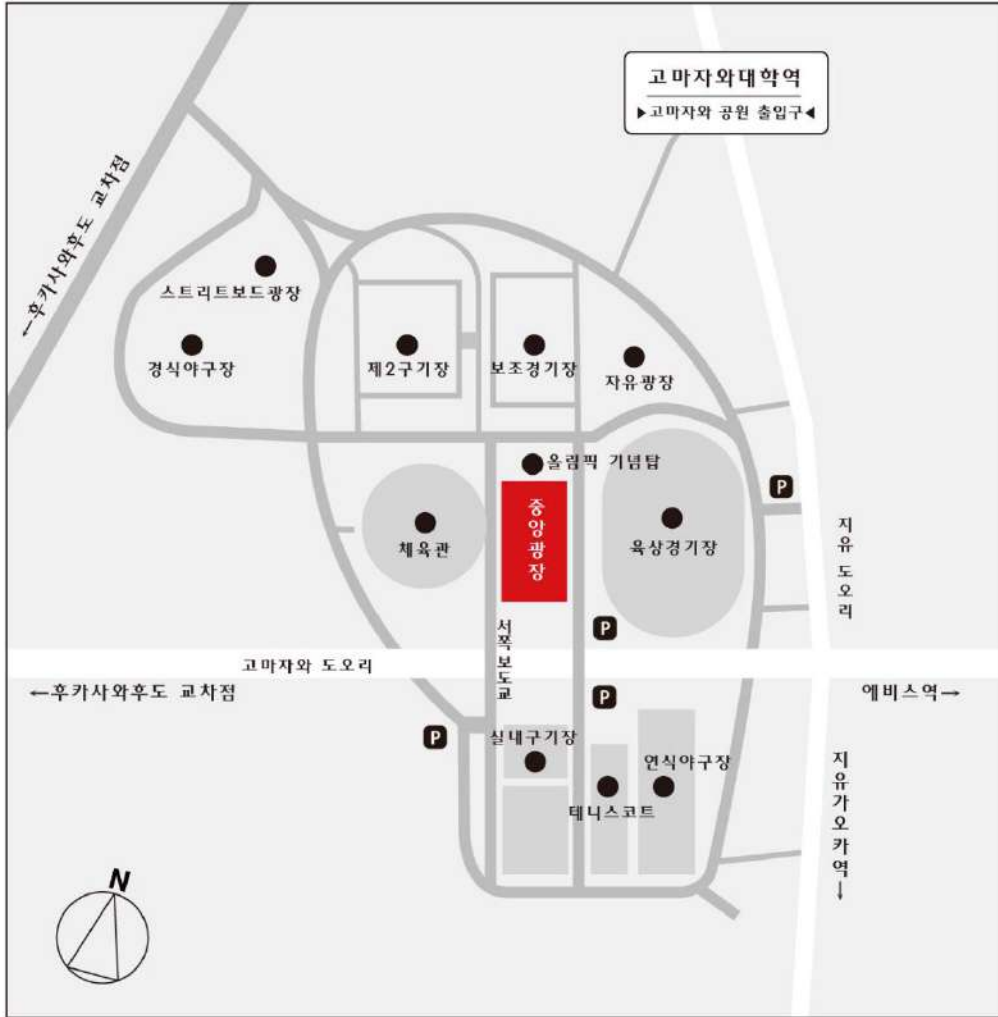 고마자와대학역
▶고마자와 공원 출입구◀
←후카사와후도 교차점
스트리트보드광장
경식야구장
제2구기장
보조경기장
자유광장
올림픽 기념탑
P
중앙광장
체육관
육상경기장
지유 도오리
서쪽 보도교
P
고마자와 도오리
←후카사와후도 교차점
에비스역→
P
P
실내구기장
연식야구장
테니스코트
지유가오카역→
N